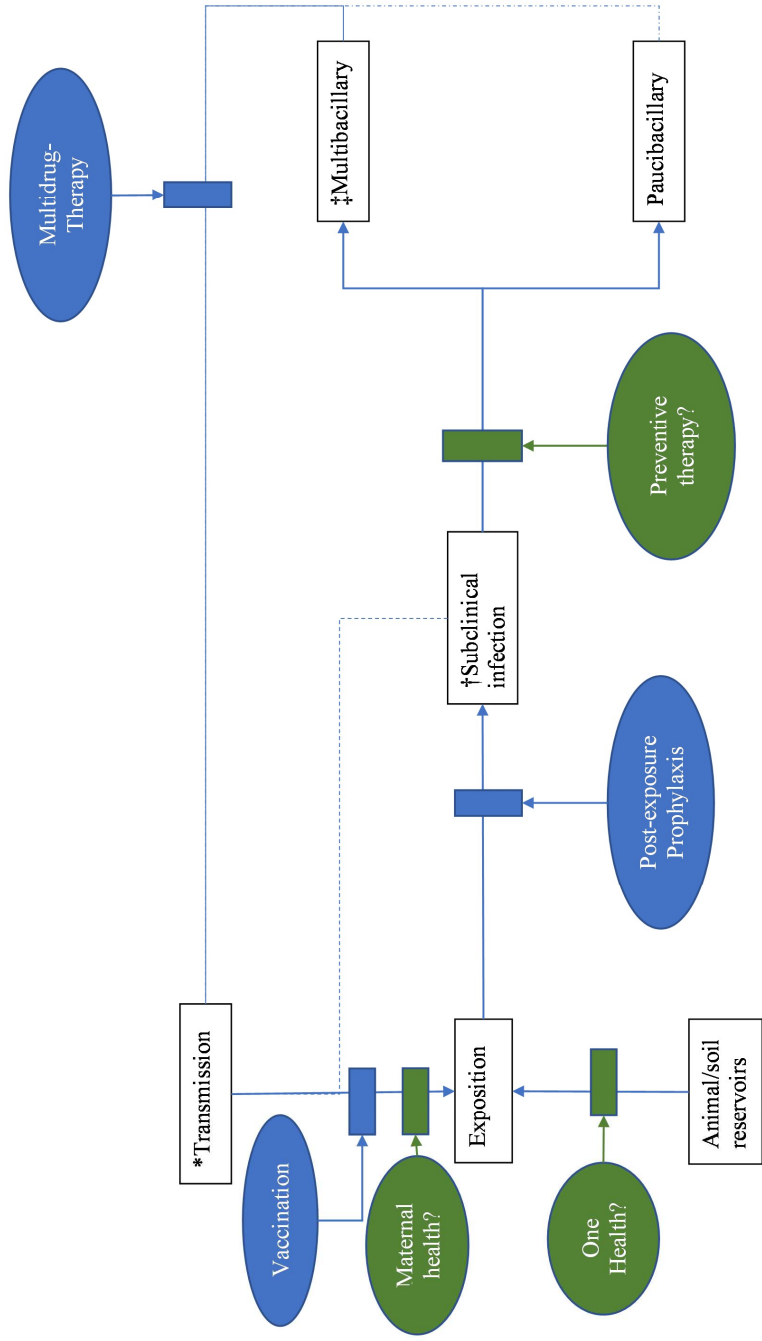 *Transmission
Multidrug-
Therapy
Vaccination
Maternal
health?
‡Multibacillary
Exposition
†Subclinical
infection
One
Health?
Post-exposure
Prophylaxis
Preventive
therapy?
Paucibacillary
Animal/soil
reservoirs